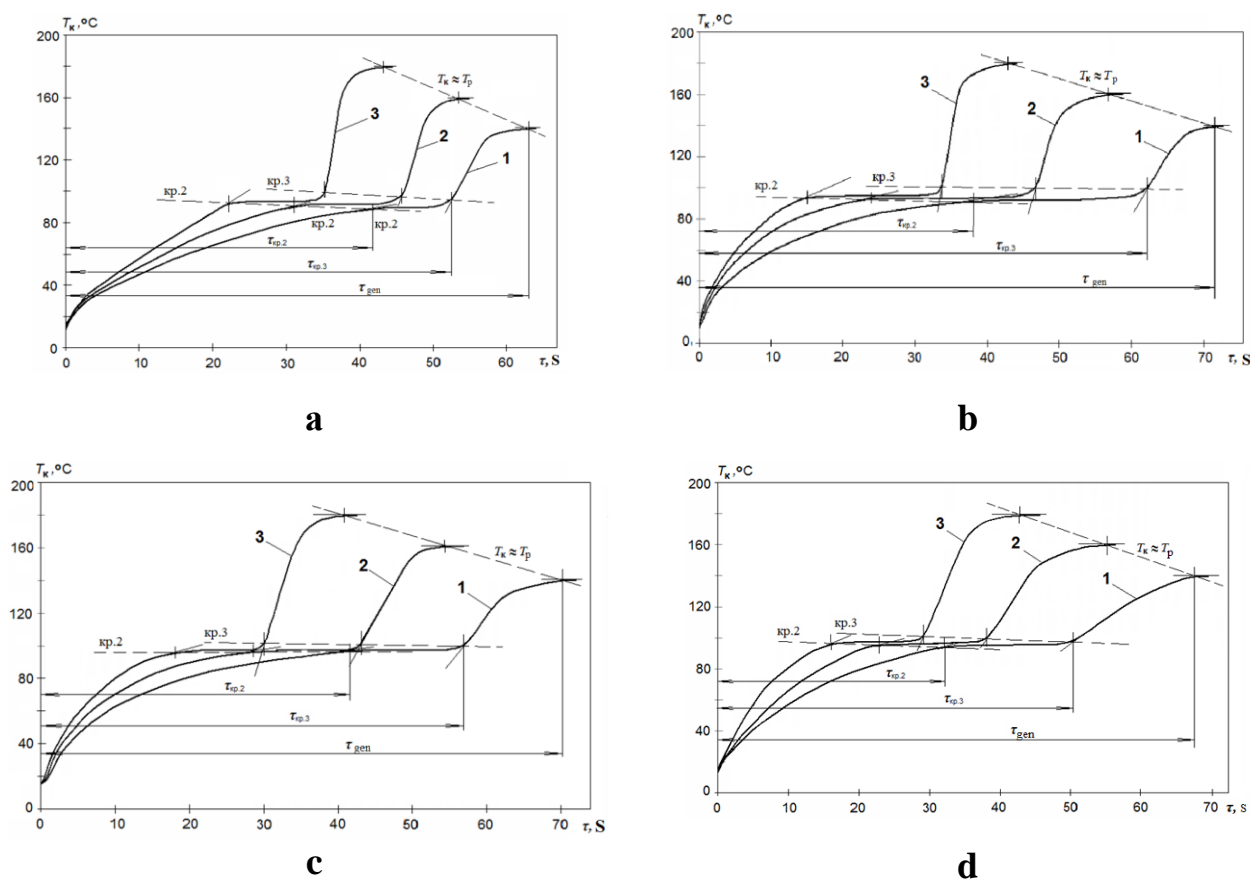 Tк, °C
200
160
120
80
40
0
3
2
1
Tк ≈ Tр
кр.2
кр.3
кр.2
кр.2
τкр.2
τкр.3
τ gen
0 10 20 30 40 50 60 τ, S
a
Tк, °C
200
160
120
80
40
0
3
2
1
Tк ≈ Tр
кр.2
кр.3
τкр.2
τкр.3
τ gen
0 10 20 30 40 50 60 70 τ, S
b
Tк, °C
200
160
120
80
40
0
3
2
1
Tк ≈ Tр
кр.2
кр.3
τкр.2
τкр.3
τ gen
0 10 20 30 40 50 60 70 τ, S
c
Tк, °C
200
160
120
80
40
0
3
2
1
Tк ≈ Tр
кр.2
кр.3
τкр.2
τкр.3
τgen
0 10 20 30 40 50 60 70 τ, s
d